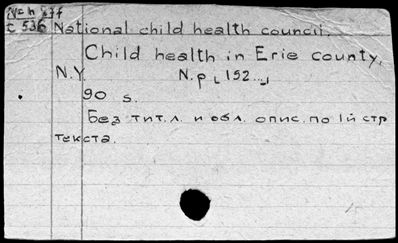 C 536 National child health council.
Child health in Erie county,
N.Y. N.p [152...]
90 s.
Без тит.л. и обл. опис. по 1й стр
текста.